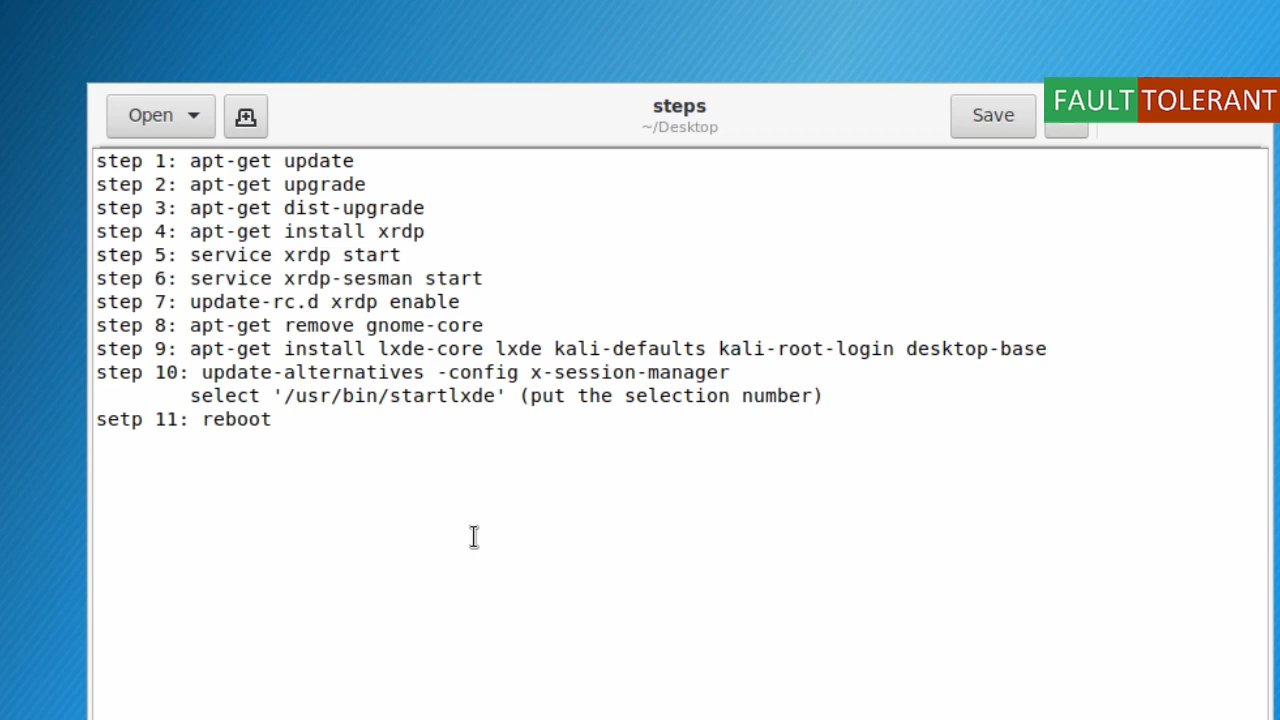 Open
steps
~/Desktop
Save
FAULT TOLERANT
step 1: apt-get update
step 2: apt-get upgrade
step 3: apt-get dist-upgrade
step 4: apt-get install xrdp
step 5: service xrdp start
step 6: service xrdp-sesman start
step 7: update-rc.d xrdp enable
step 8: apt-get remove gnome-core
step 9: apt-get install lxde-core lxde kali-defaults kali-root-login desktop-base
step 10: update-alternatives -config x-session-manager
select '/usr/bin/startlxde' (put the selection number)
setp 11: reboot